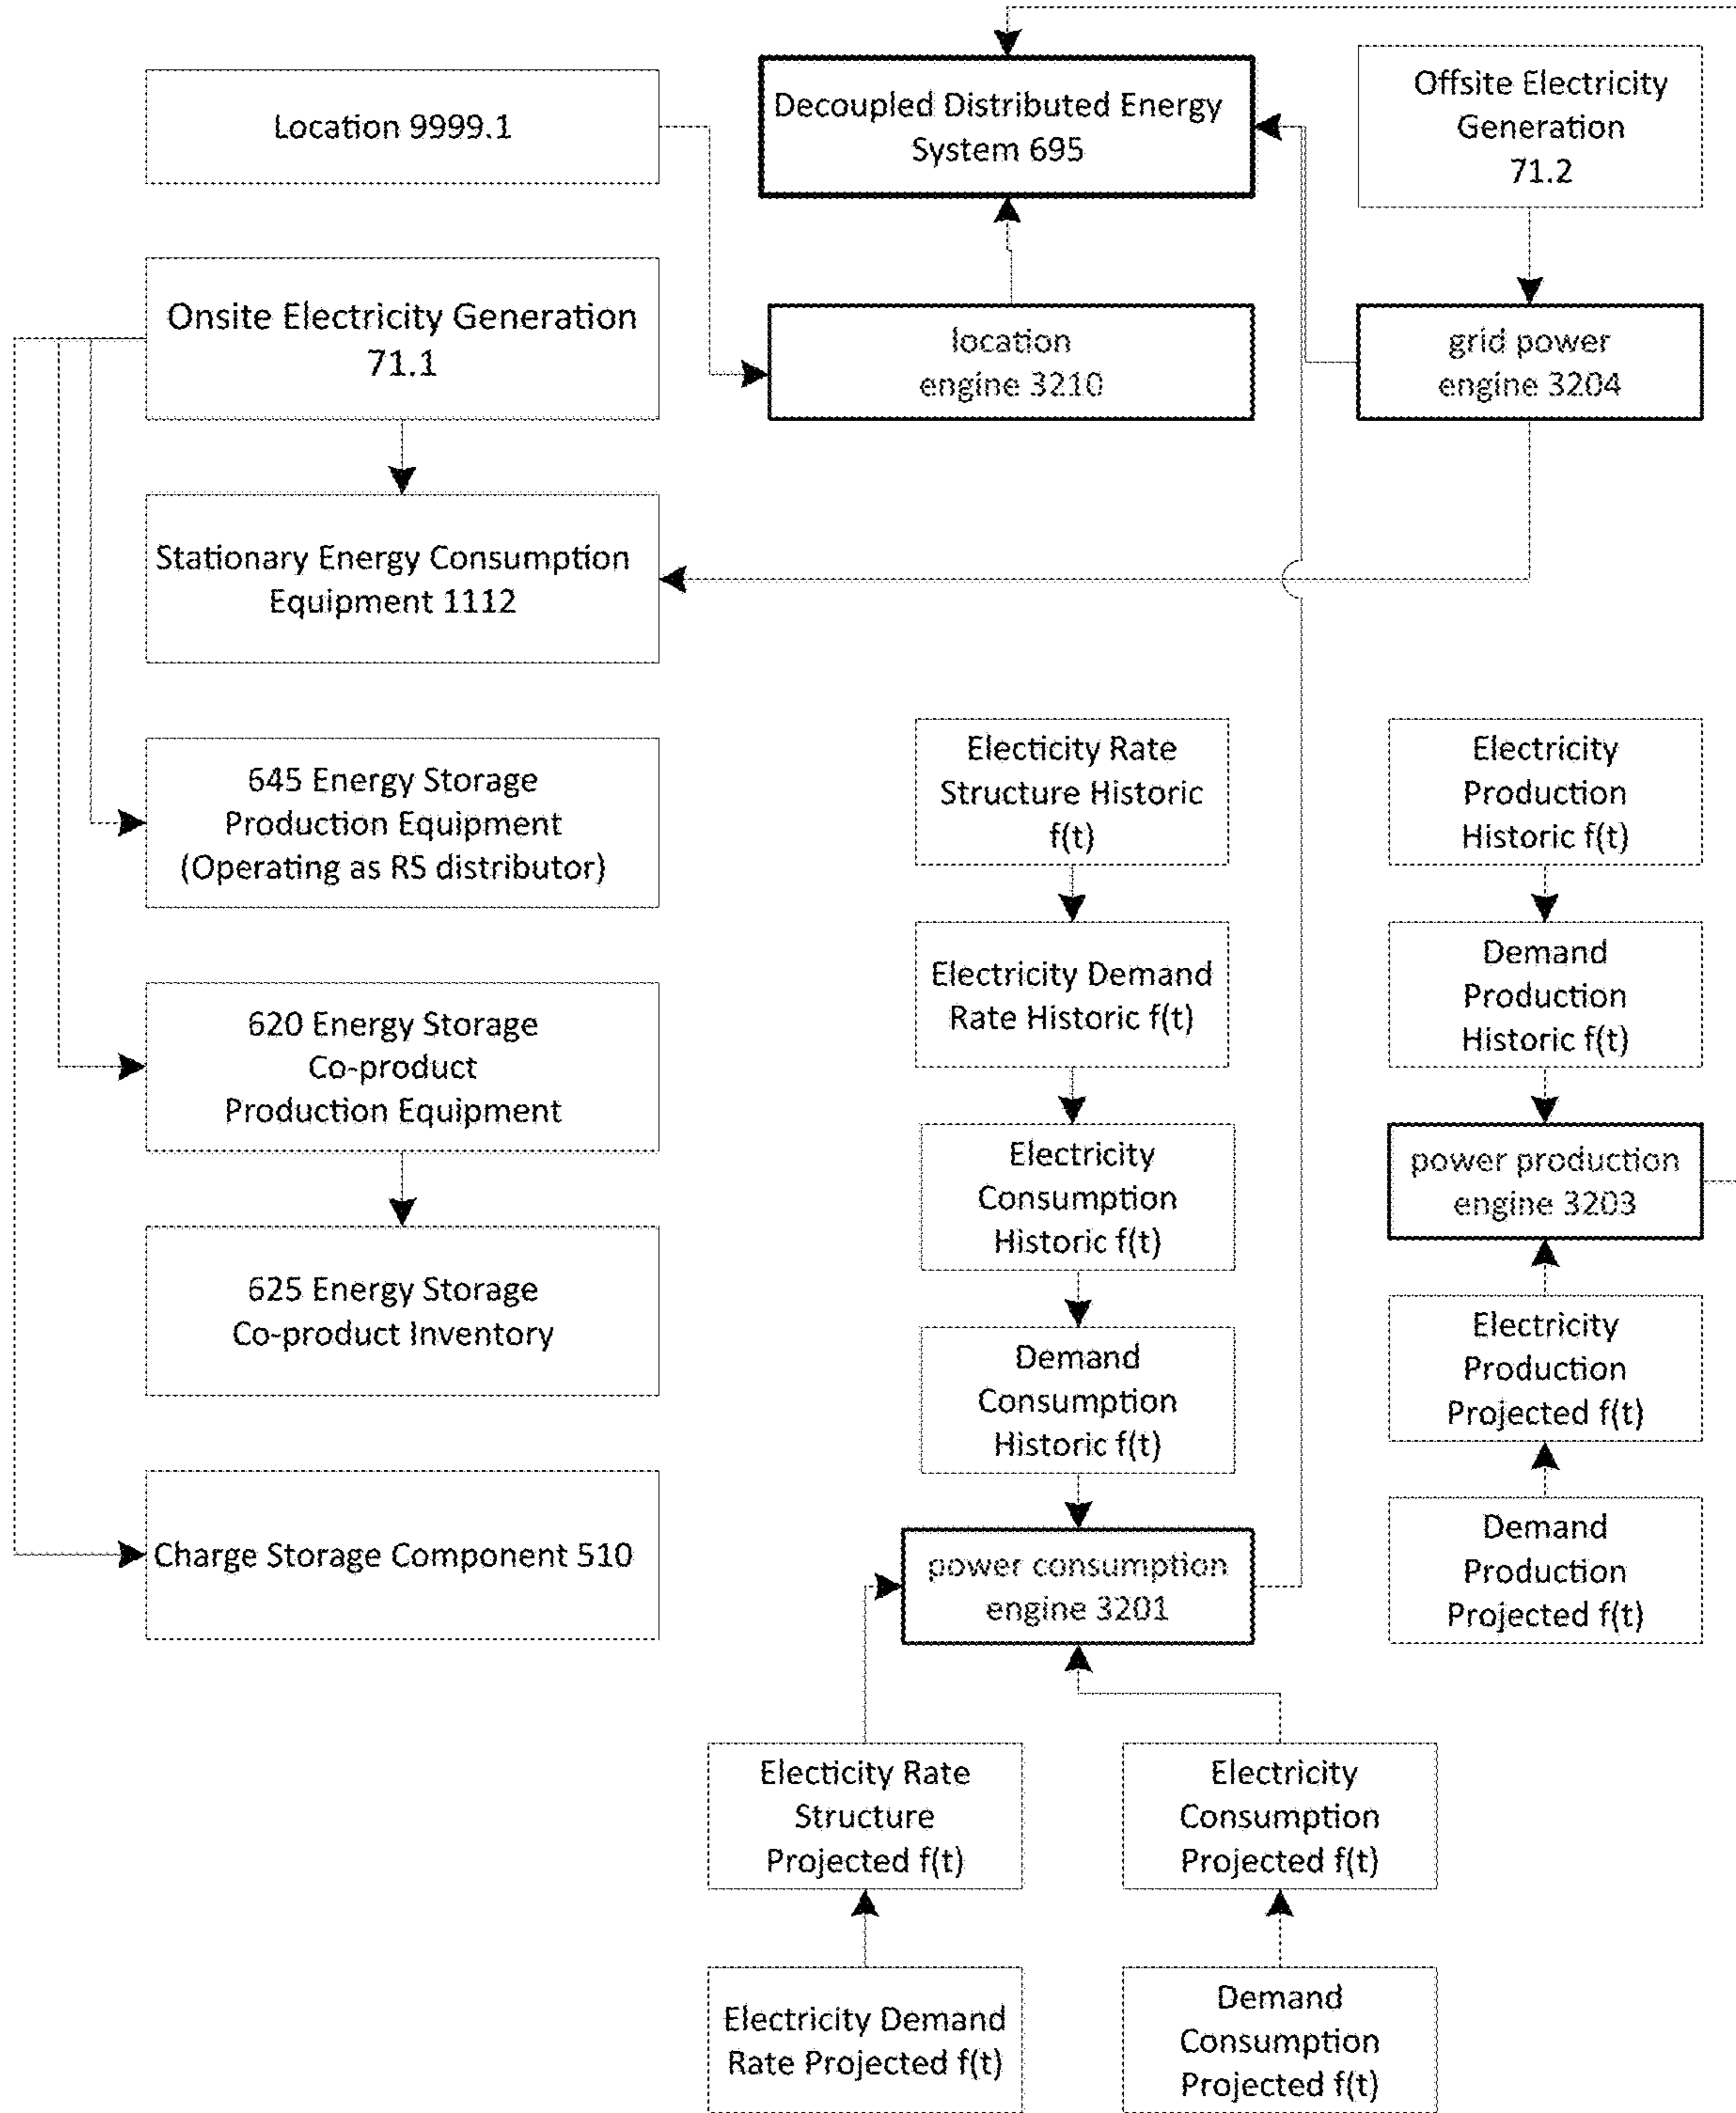 Location 9999.1
Decoupled Distributed Energy
System 695
Offsite Electricity
Generation
71.2
Onsite Electricity Generation
71.1
location
engine 3210
grid power
engine 3204
Stationary Energy Consumption
Equipment 1112
645 Energy Storage
Production Equipment
(Operating as RS distributor)
Electicity Rate
Structure Historic
f(t)
Electricity
Production
Historic f(t)
Electricity Demand
Rate Historic f(t)
Demand
Production
Historic f(t)
620 Energy Storage
Co-product
Production Equipment
Electricity
Consumption
Historic f(t)
power production
engine 3203
625 Energy Storage
Co-product Inventory
Demand
Consumption
Historic f(t)
Electricity
Production
Projected f(t)
Charge Storage Component 510
power consumption
engine 3201
Demand
Production
Projected f(t)
Electicity Rate
Structure
Projected f(t)
Electricity
Consumption
Projected f(t)
Electricity Demand
Rate Projected f(t)
Demand
Consumption
Projected f(t)